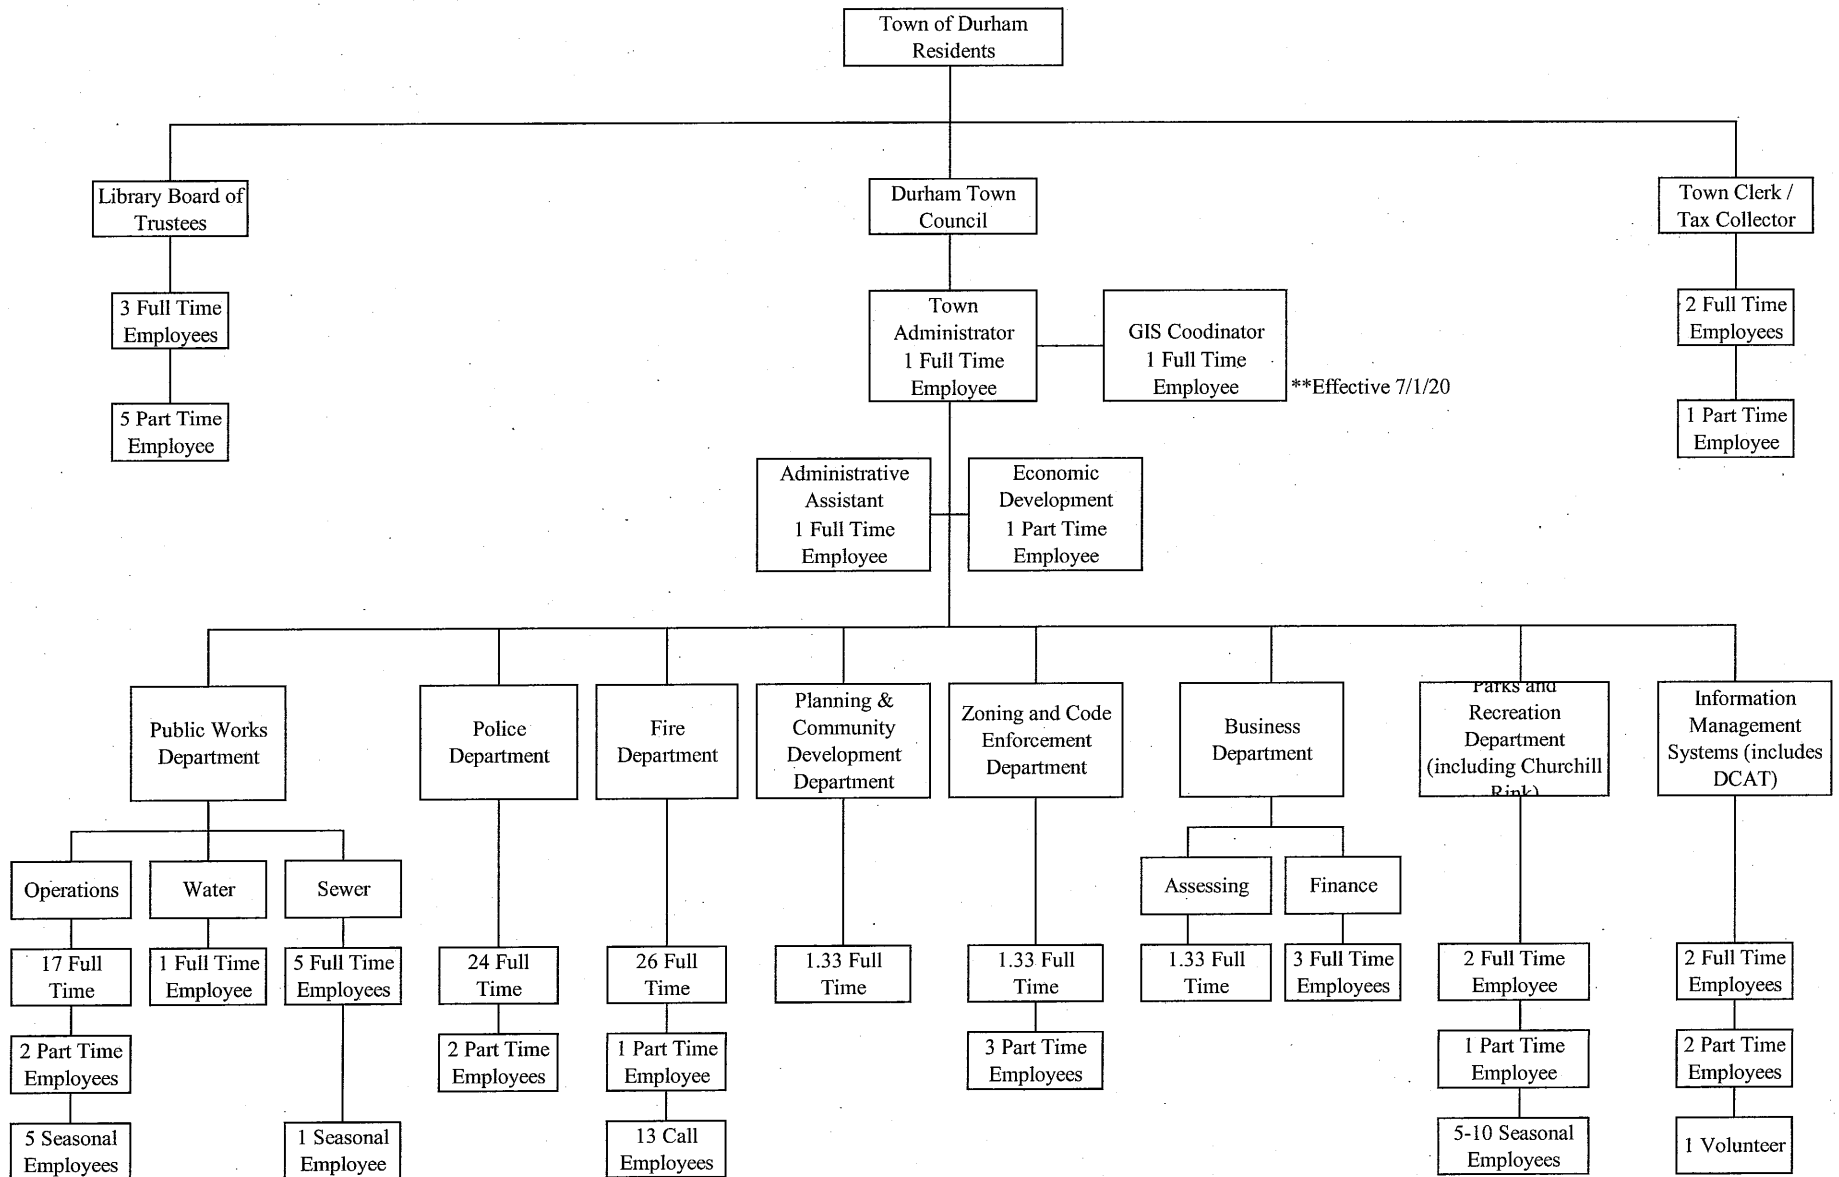 Town of Durham
Residents
Library Board of
Trustees
Durham Town
Council
Town Clerk /
Tax Collector
3 Full Time
Employees
Town
Administrator
1 Full Time
Employee
GIS Coodinator
1 Full Time
Employee
**Effective 7/1/20
2 Full Time
Employees
5 Part Time
Employee
1 Part Time
Employee
Administrative
Assistant
1 Full Time
Employee
Economic
Development
1 Part Time
Employee
Public Works
Department
Police
Department
Fire
Department
Planning &
Community
Development
Department
Zoning and Code
Enforcement
Department
Business
Department
Parks and
Recreation
Department
(including Churchill
Rink)
Information
Management
Systems (includes
DCAT)
Operations
Water
Sewer
Assessing
Finance
17 Full
Time
1 Full Time
Employee
5 Full Time
Employees
24 Full
Time
26 Full
Time
1.33 Full
Time
1.33 Full
Time
1.33 Full
Time
3 Full Time
Employees
2 Full Time
Employee
2 Full Time
Employees
2 Part Time
Employees
2 Part Time
Employees
1 Part Time
Employee
3 Part Time
Employees
1 Part Time
Employee
2 Part Time
Employees
5 Seasonal
Employees
1 Seasonal
Employee
13 Call
Employees
5-10 Seasonal
Employees
1 Volunteer